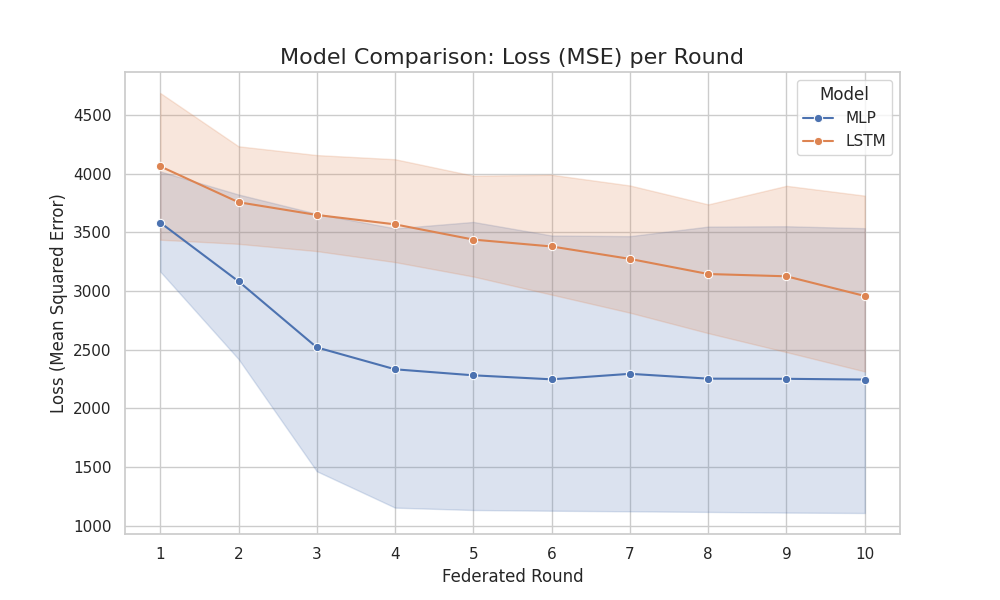 Model Comparison: Loss (MSE) per Round
Model
MLP
LSTM
Loss (Mean Squared Error)
4500
4000
3500
3000
2500
2000
1500
1000
1 2 3 4 5 6 7 8 9 10
Federated Round